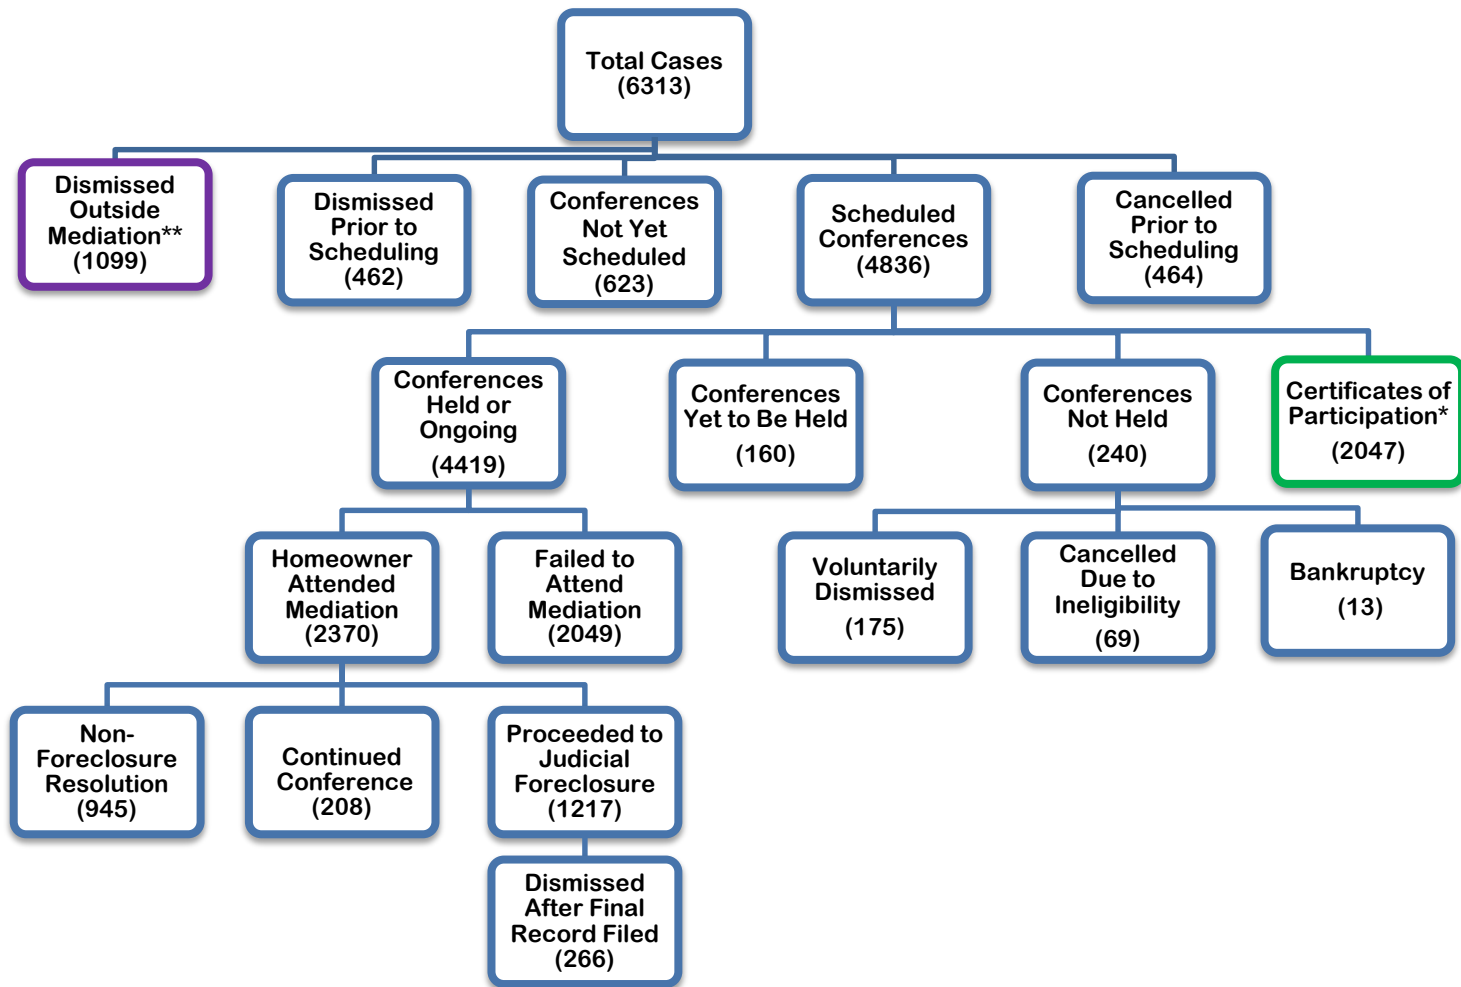 Total Cases
(6313)
Dismissed
Outside
Mediation**
(1099)
Dismissed
Prior to
Scheduling
(462)
Conferences
Not Yet
Scheduled
(623)
Scheduled
Conferences
(4836)
Cancelled
Prior to
Scheduling
(464)
Conferences
Held or
Ongoing
(4419)
Conferences
Yet to Be Held
(160)
Conferences
Not Held
(240)
Certificates of
Participation*
(2047)
Homeowner
Attended
Mediation
(2370)
Failed to
Attend
Mediation
(2049)
Voluntarily
Dismissed
(175)
Cancelled
Due to
Ineligibility
(69)
Bankruptcy
(13)
Non-
Foreclosure
Resolution
(945)
Continued
Conference
(208)
Proceeded to
Judicial
Foreclosure
(1217)
Dismissed
After Final
Record Filed
(266)